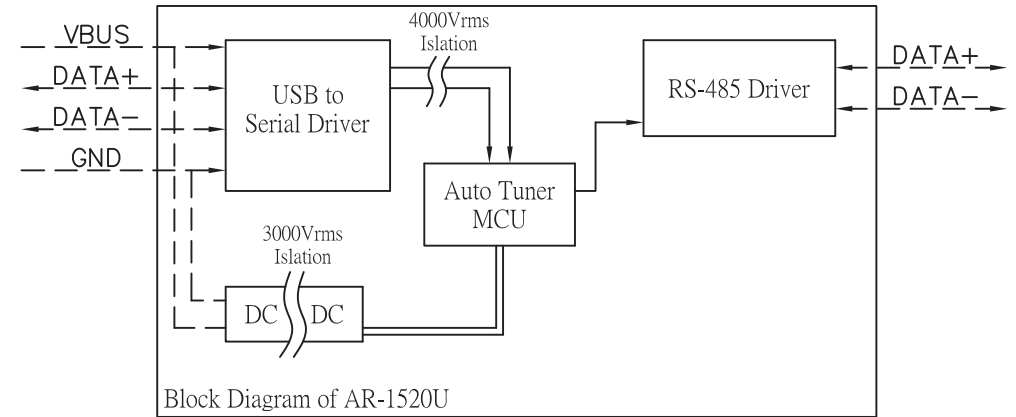 4000Vrms
Islation
VBUS
DATA+
DATA-
GND
USB to
Serial Driver
RS-485 Driver
DATA+
DATA-
Auto Tuner
MCU
3000Vrms
Islation
DC DC
Block Diagram of AR-1520U